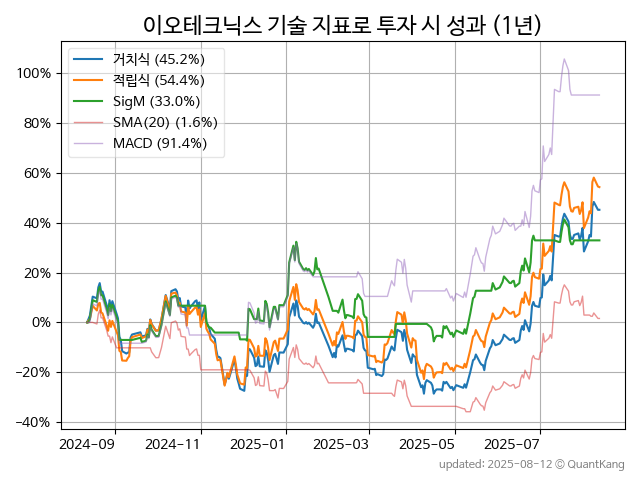 이오테크닉스 기술 지표로 투자 시 성과 (1년)
거치식 (45.2%)
적립식 (54.4%)
SigM (33.0%)
SMA(20) (1.6%)
MACD (91.4%)
100%
80%
60%
40%
20%
0%
−20%
−40%
2024-09 2024-11 2025-01 2025-03 2025-05 2025-07
updated: 2025-08-12 © QuantKang